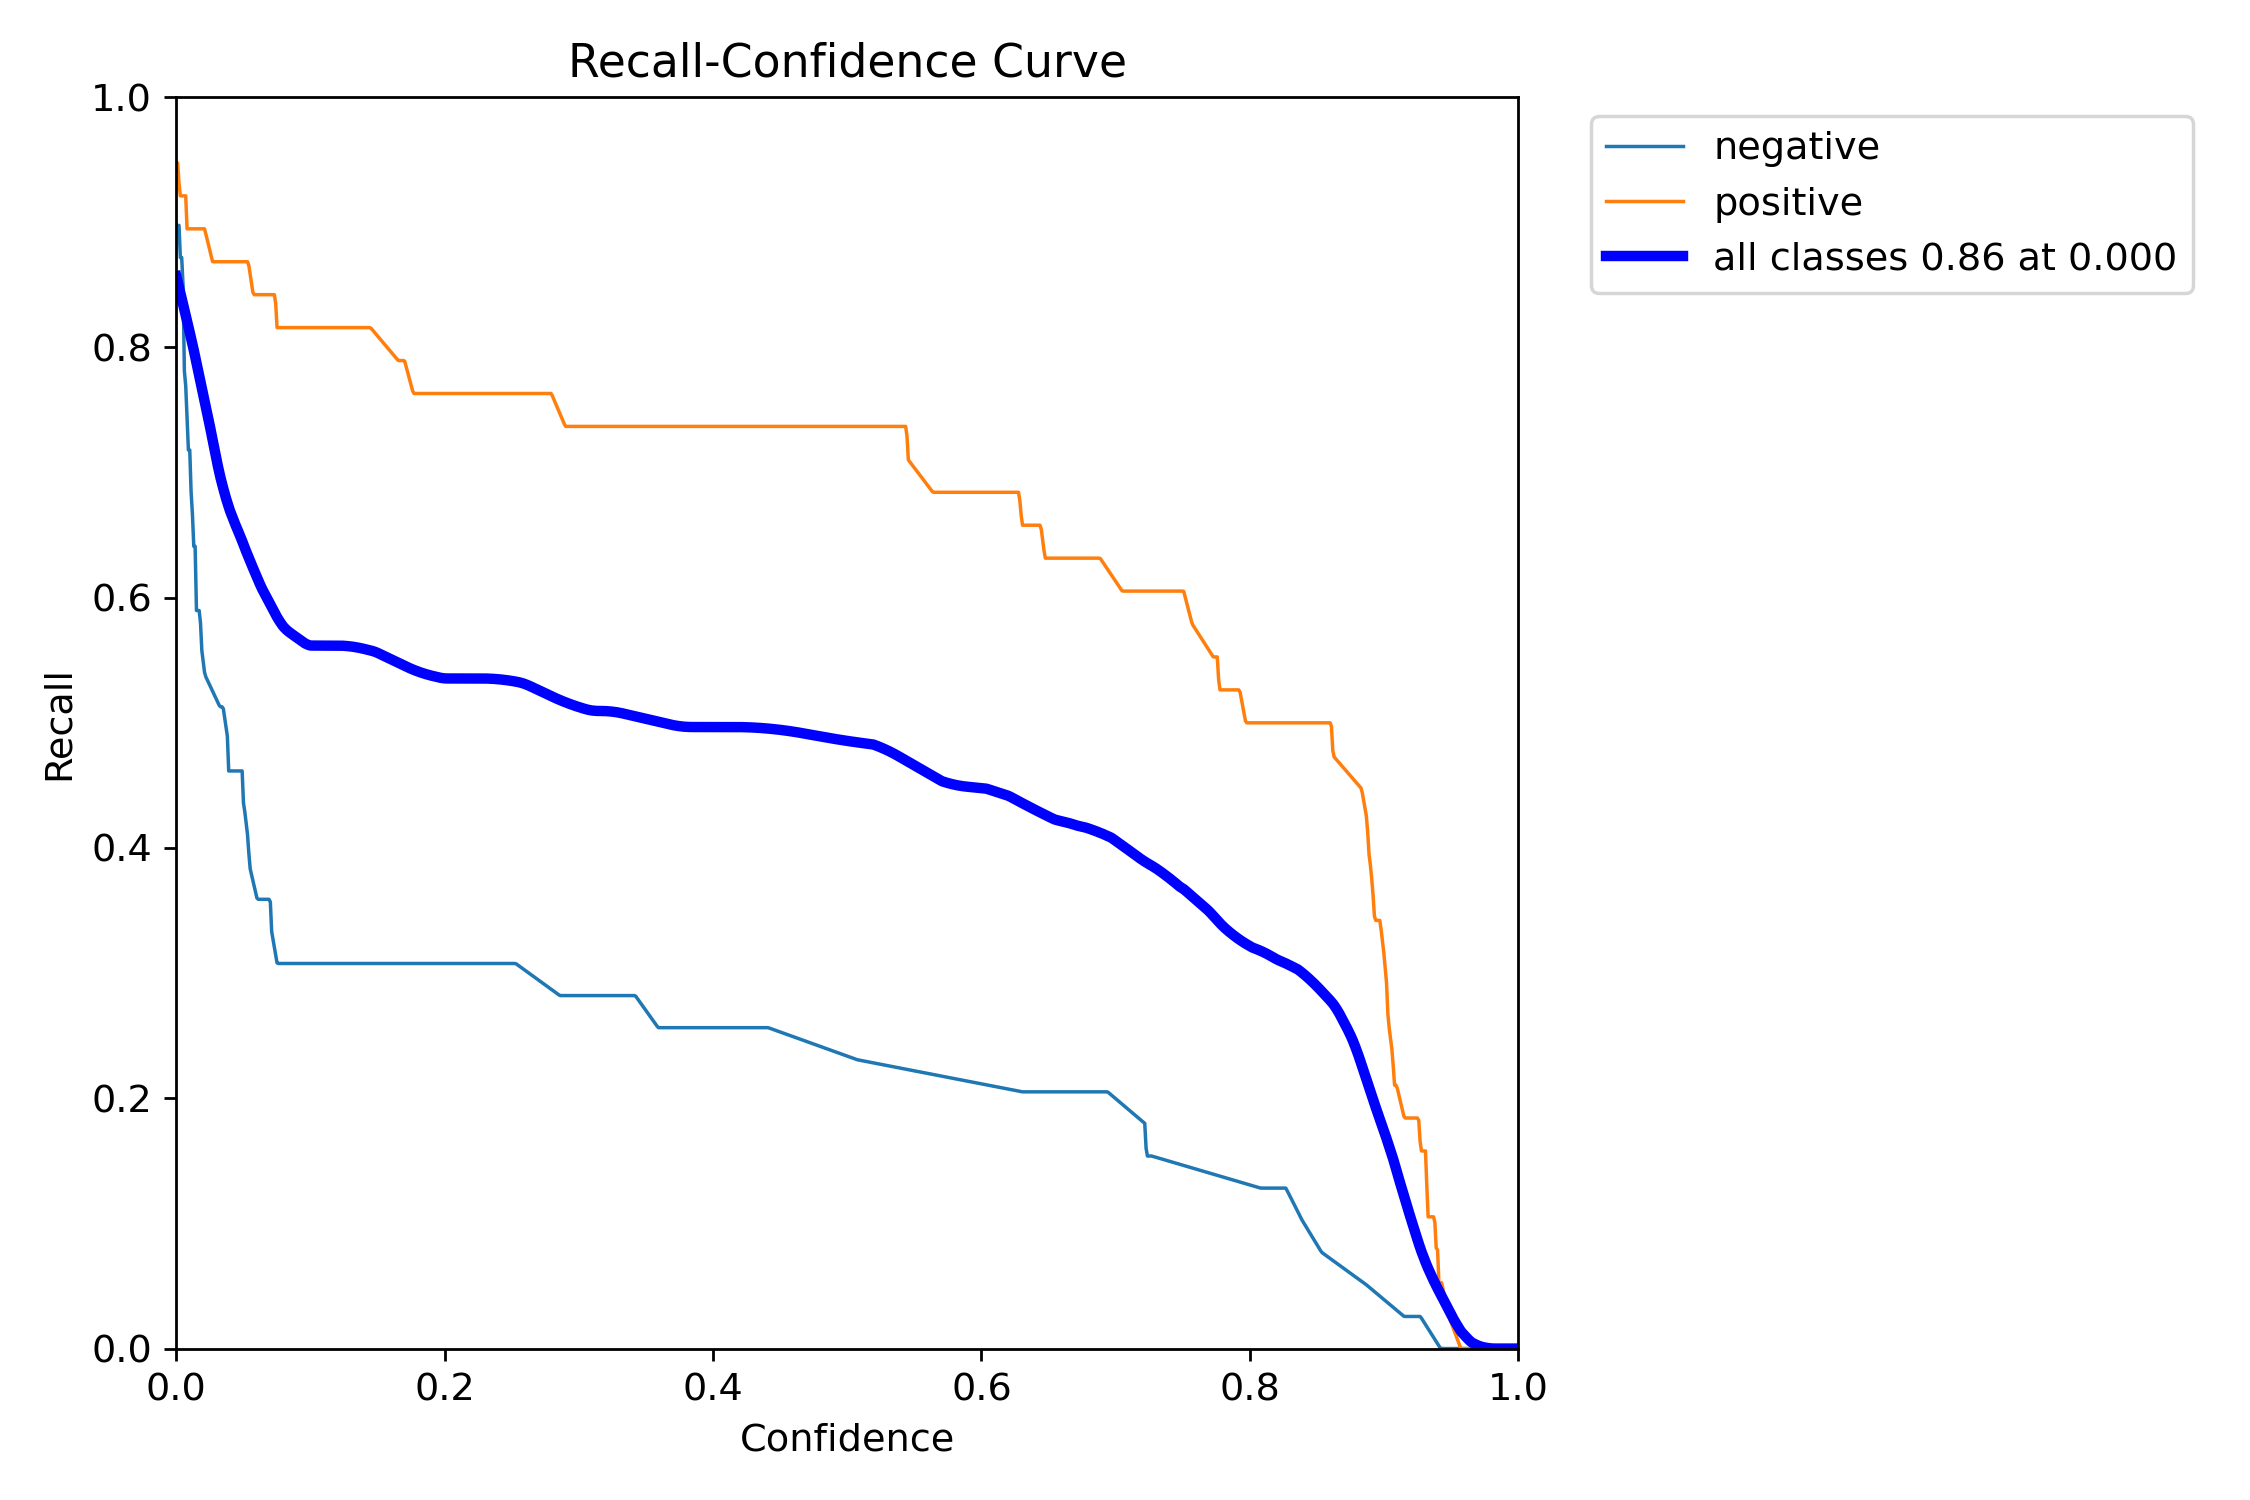 Recall-Confidence Curve
1.0
0.8
0.6
0.4
0.2
0.0
Recall
0.0 0.2 0.4 0.6 0.8 1.0
Confidence
negative
positive
all classes 0.86 at 0.000